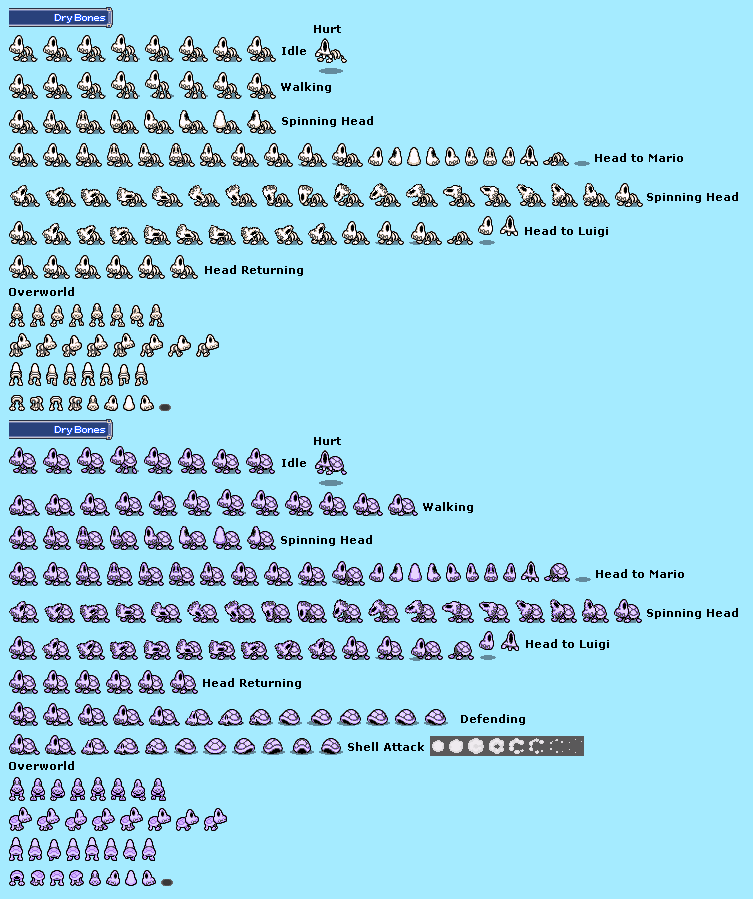 Dry Bones
Hurt
Idle
Walking
Spinning Head
Head to Mario
Spinning Head
Head to Luigi
Head Returning
Overworld
Dry Bones
Hurt
Idle
Walking
Spinning Head
Head to Mario
Spinning Head
Head to Luigi
Head Returning
Defending
Shell Attack
Overworld